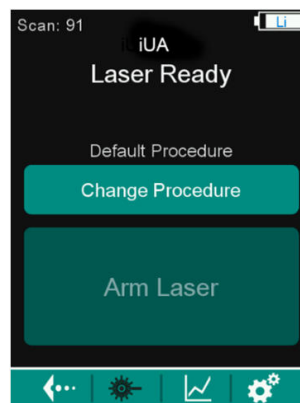 Scan: 91
Li
iUA
Laser Ready
Default Procedure
Change Procedure
Arm Laser